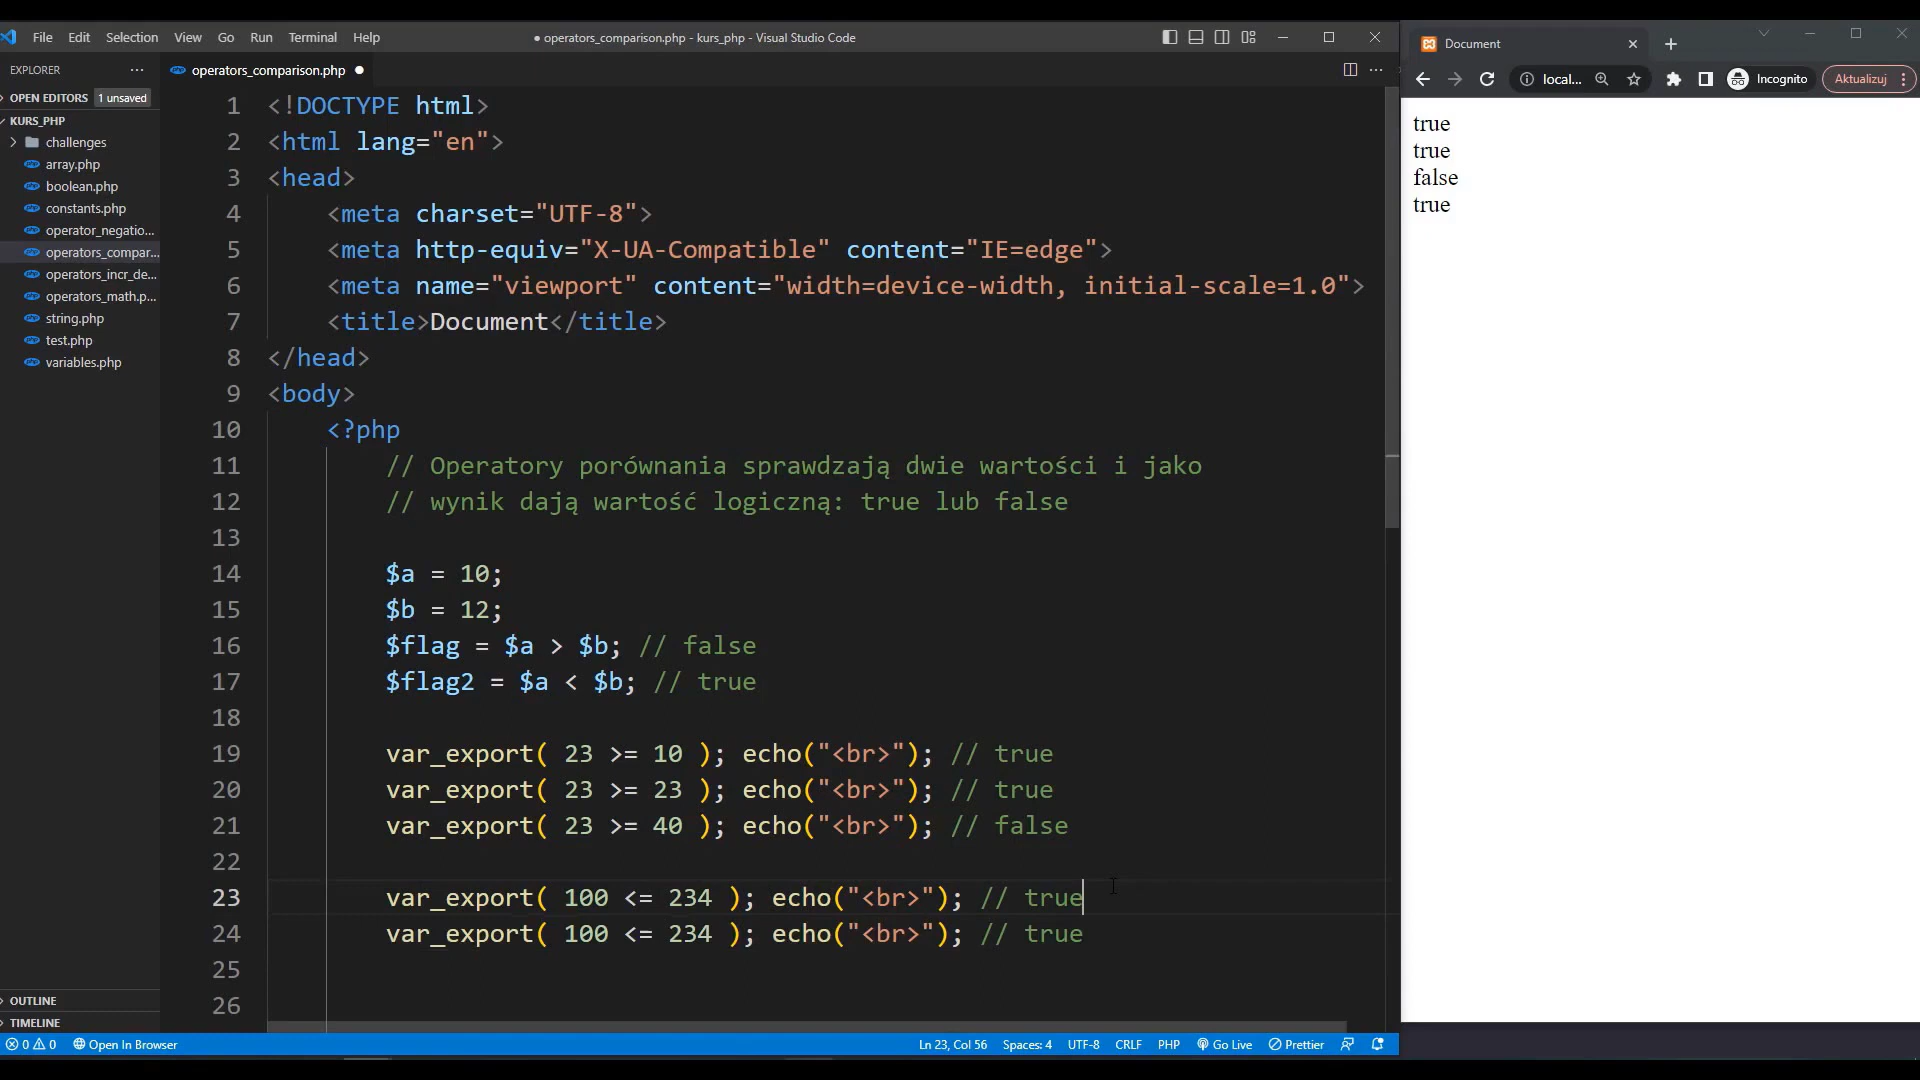 File Edit Selection View Go Run Terminal Help
● operators_comparison.php - kurs_php - Visual Studio Code
EXPLORER
OPEN EDITORS 1 unsaved
KURS_PHP
challenges
array.php
boolean.php
constants.php
operator_negatio...
operators_compar...
operators_incr_de...
operators_math.p...
string.php
test.php
variables.php
OUTLINE
TIMELINE
operators_comparison.php ●
1 <!DOCTYPE html>
2 <html lang="en">
3 <head>
4 <meta charset="UTF-8">
5 <meta http-equiv="X-UA-Compatible" content="IE=edge">
6 <meta name="viewport" content="width=device-width, initial-scale=1.0">
7 <title>Document</title>
8 </head>
9 <body>
10 <?php
11 // Operatory porównania sprawdzają dwie wartości i jako
12 // wynik dają wartość logiczną: true lub false
13
14 $a = 10;
15 $b = 12;
16 $flag = $a > $b; // false
17 $flag2 = $a < $b; // true
18
19 var_export( 23 >= 10 ); echo("<br>"); // true
20 var_export( 23 >= 23 ); echo("<br>"); // true
21 var_export( 23 >= 40 ); echo("<br>"); // false
22
23 var_export( 100 <= 234 ); echo("<br>"); // true
24 var_export( 100 <= 234 ); echo("<br>"); // true
25
26
0 0 Open In Browser
Ln 23, Col 56 Spaces: 4 UTF-8 CRLF PHP Go Live Prettier
Document
local... Incognito Aktualizuj
true
true
false
true